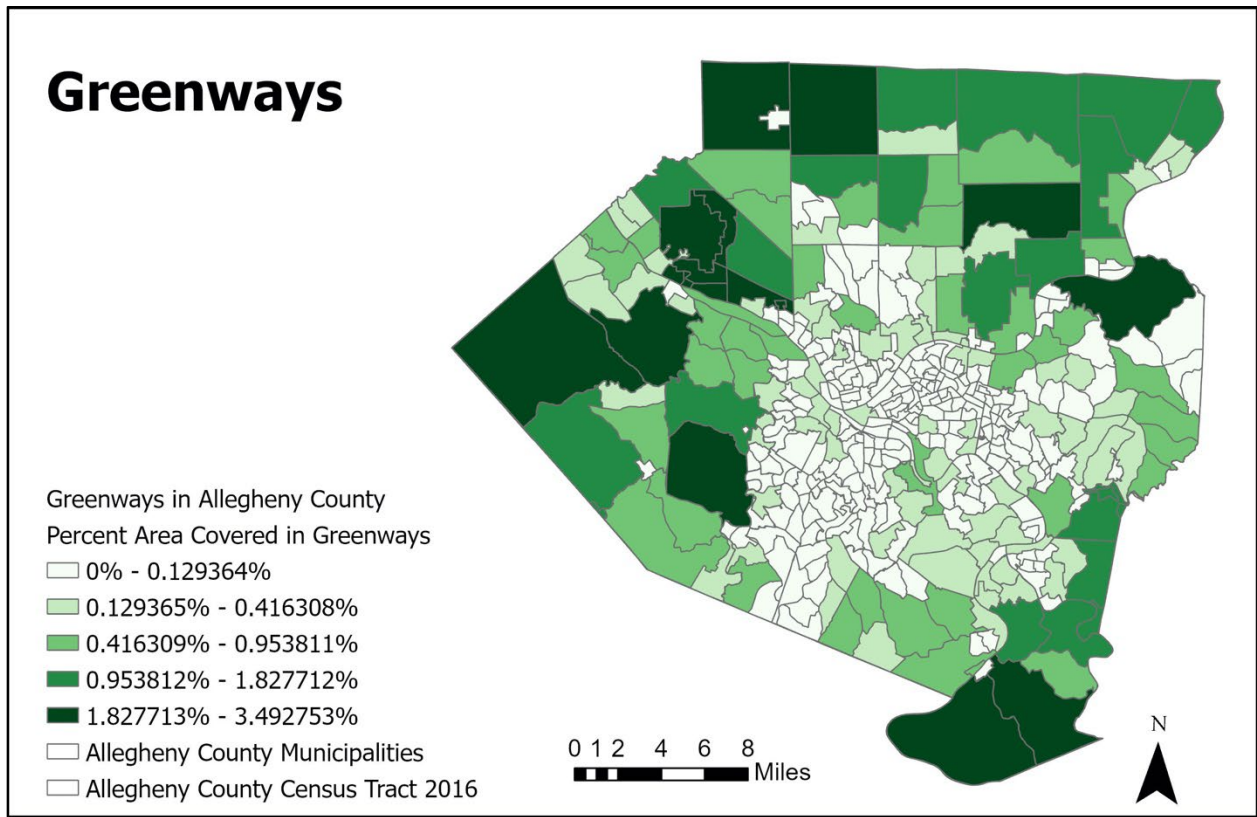 Greenways
Greenways in Allegheny County
Percent Area Covered in Greenways
0% - 0.129364%
0.129365% - 0.416308%
0.416309% - 0.953811%
0.953812% - 1.827712%
1.827713% - 3.492753%
Allegheny County Municipalities
Allegheny County Census Tract 2016
0 1 2 4 6 8
Miles
N